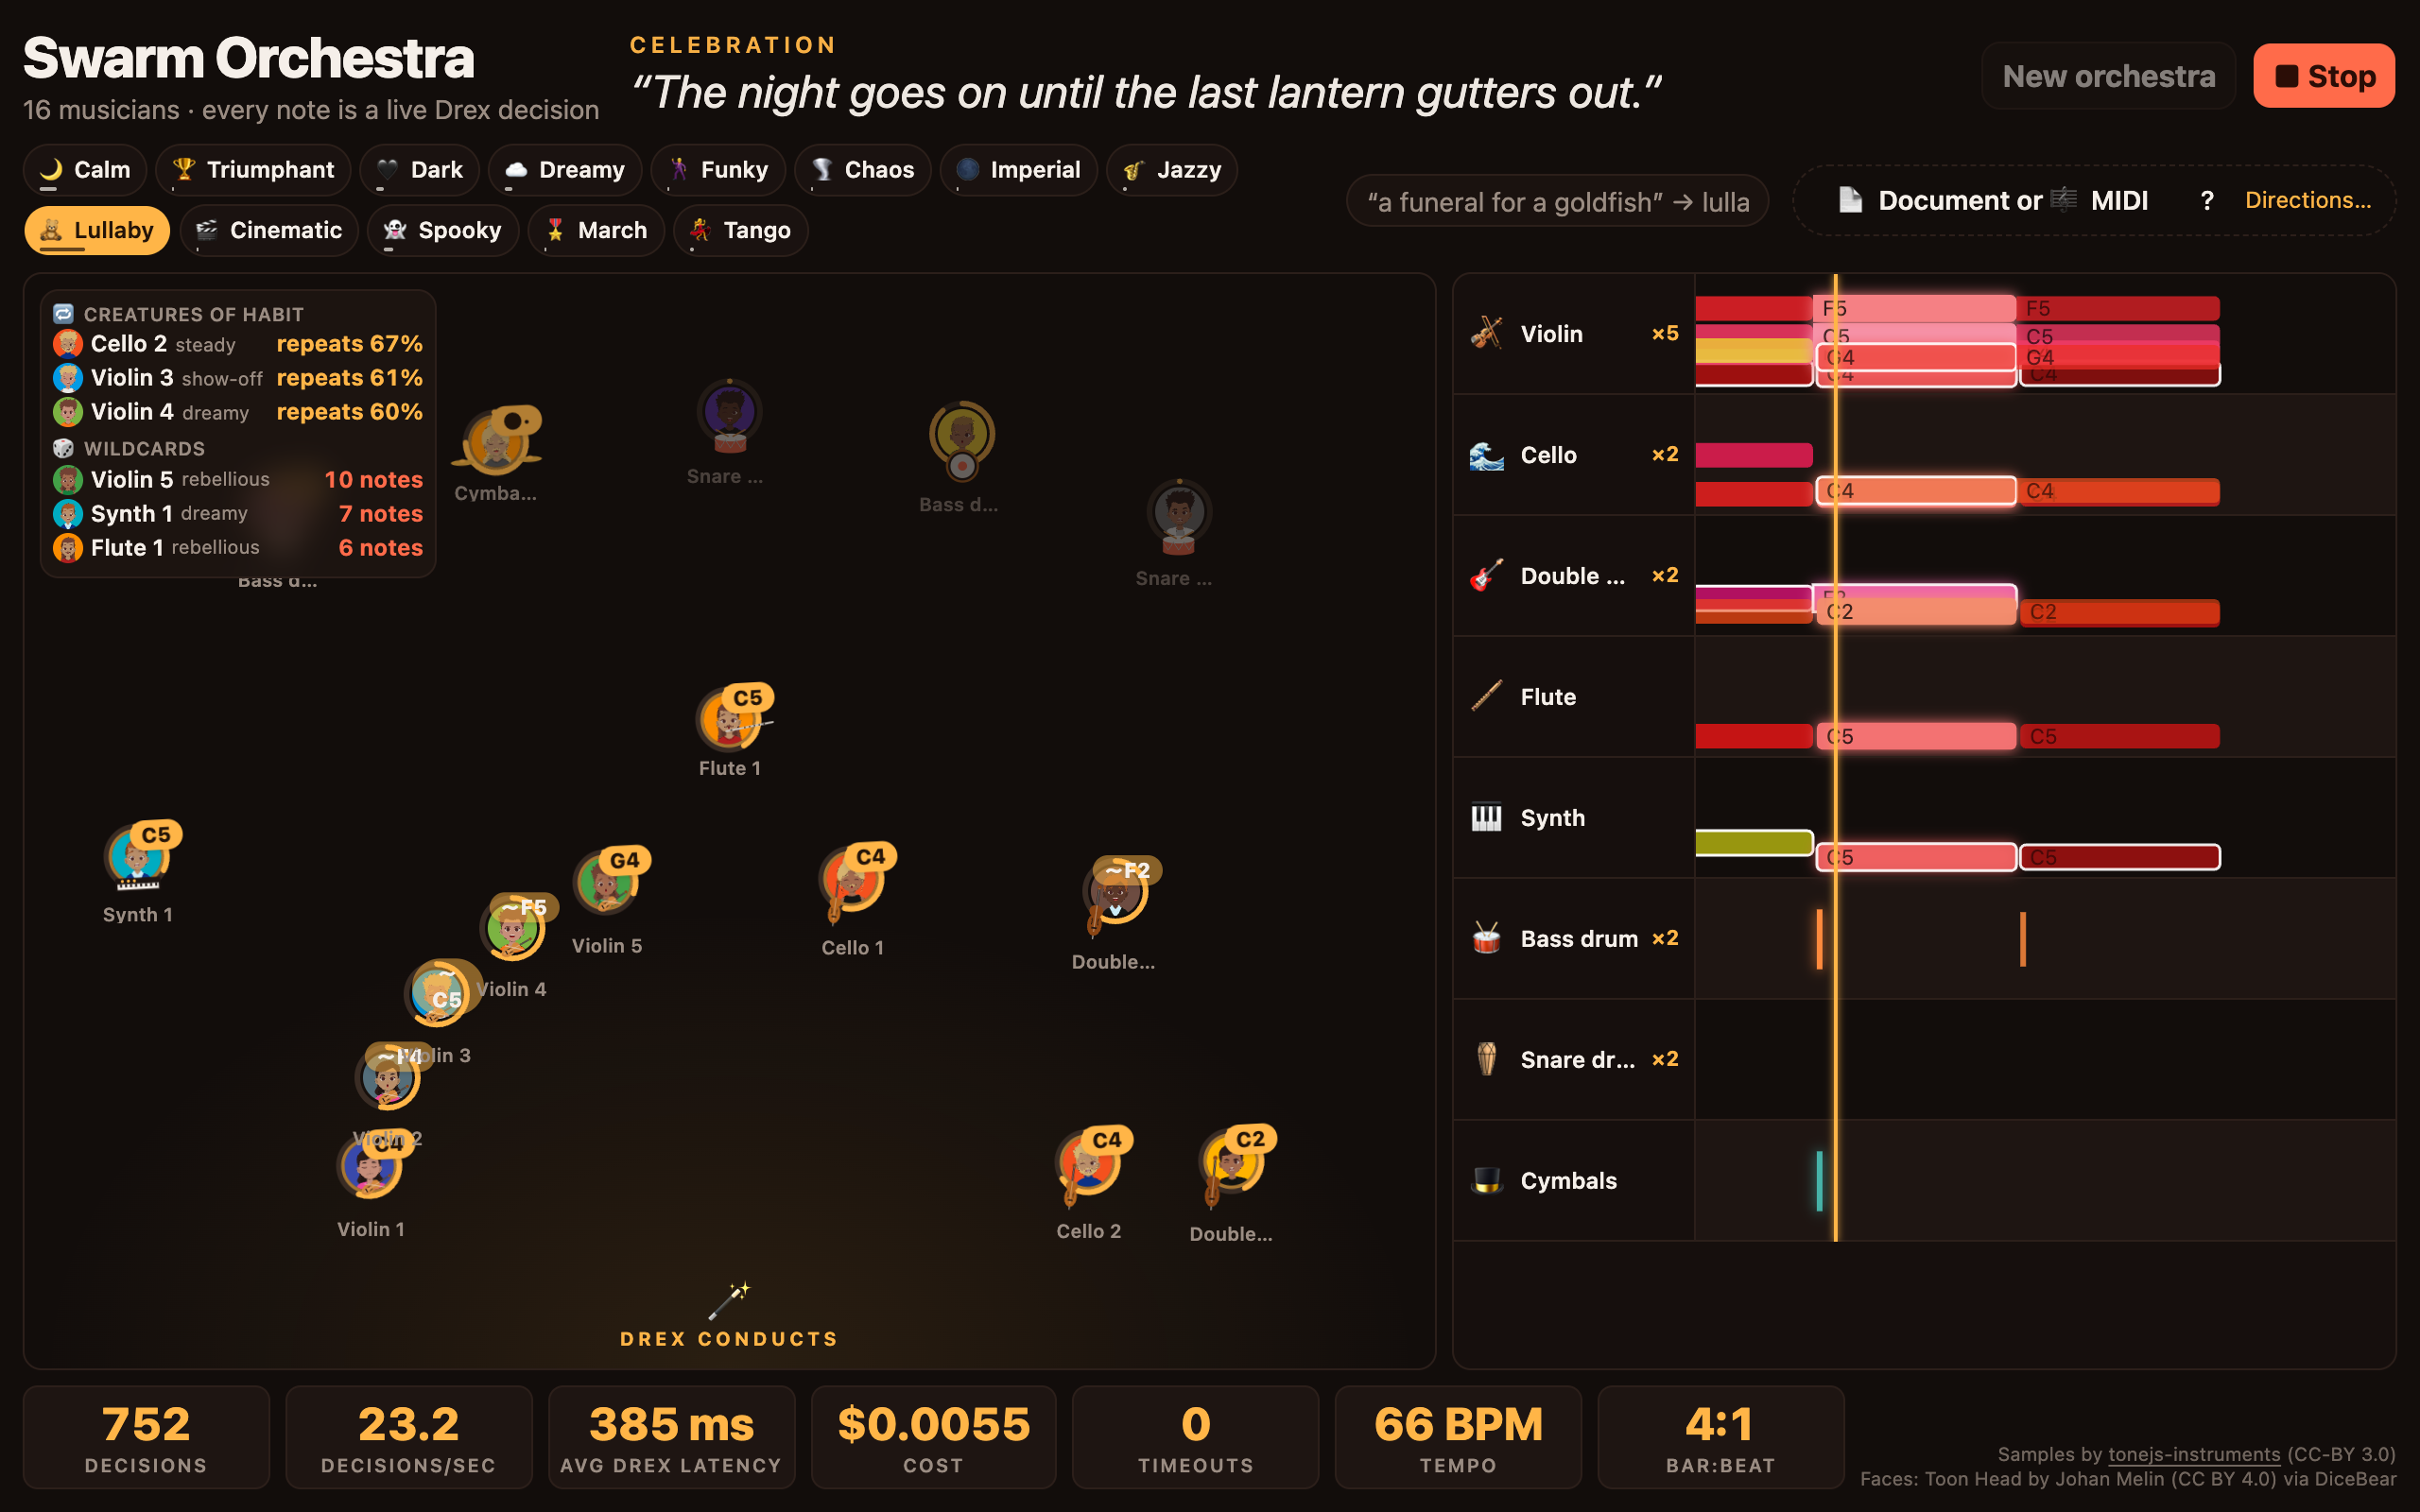 Swarm Orchestra
16 musicians · every note is a live Drex decision
CELEBRATION
“The night goes on until the last lantern gutters out.”
New orchestra
Stop
Calm
Triumphant
Dark
Dreamy
Funky
Chaos
Imperial
Jazzy
Lullaby
Cinematic
Spooky
March
Tango
“a funeral for a goldfish” → lulla
Document or MIDI
?
Directions...
CREATURES OF HABIT
Cello 2 steady repeats 67%
Violin 3 show-off repeats 61%
Violin 4 dreamy repeats 60%
WILDCARDS
Violin 5 rebellious 10 notes
Synth 1 dreamy 7 notes
Flute 1 rebellious 6 notes
Bass d...
Cymba...
Snare ...
Bass d...
Snare ...
C5
Flute 1
C5
Synth 1
G4
Violin 5
~F5
Violin 4
C5
Violin 3
Violin 2
C4
Violin 1
C4
Cello 1
~F2
Double...
C4
Cello 2
C2
Double...
DREX CONDUCTS
Violin ×5
F5 F5
C5 C5
G4 G4
C4 C4
Cello ×2
C4 C4
Double ... ×2
C2 C2
Flute
C5 C5
Synth
C5 C5
Bass drum ×2
Snare dr... ×2
Cymbals
752
DECISIONS
23.2
DECISIONS/SEC
385 ms
AVG DREX LATENCY
$0.0055
COST
0
TIMEOUTS
66 BPM
TEMPO
4:1
BAR:BEAT
Samples by tonejs-instruments (CC-BY 3.0)
Faces: Toon Head by Johan Melin (CC BY 4.0) via DiceBear